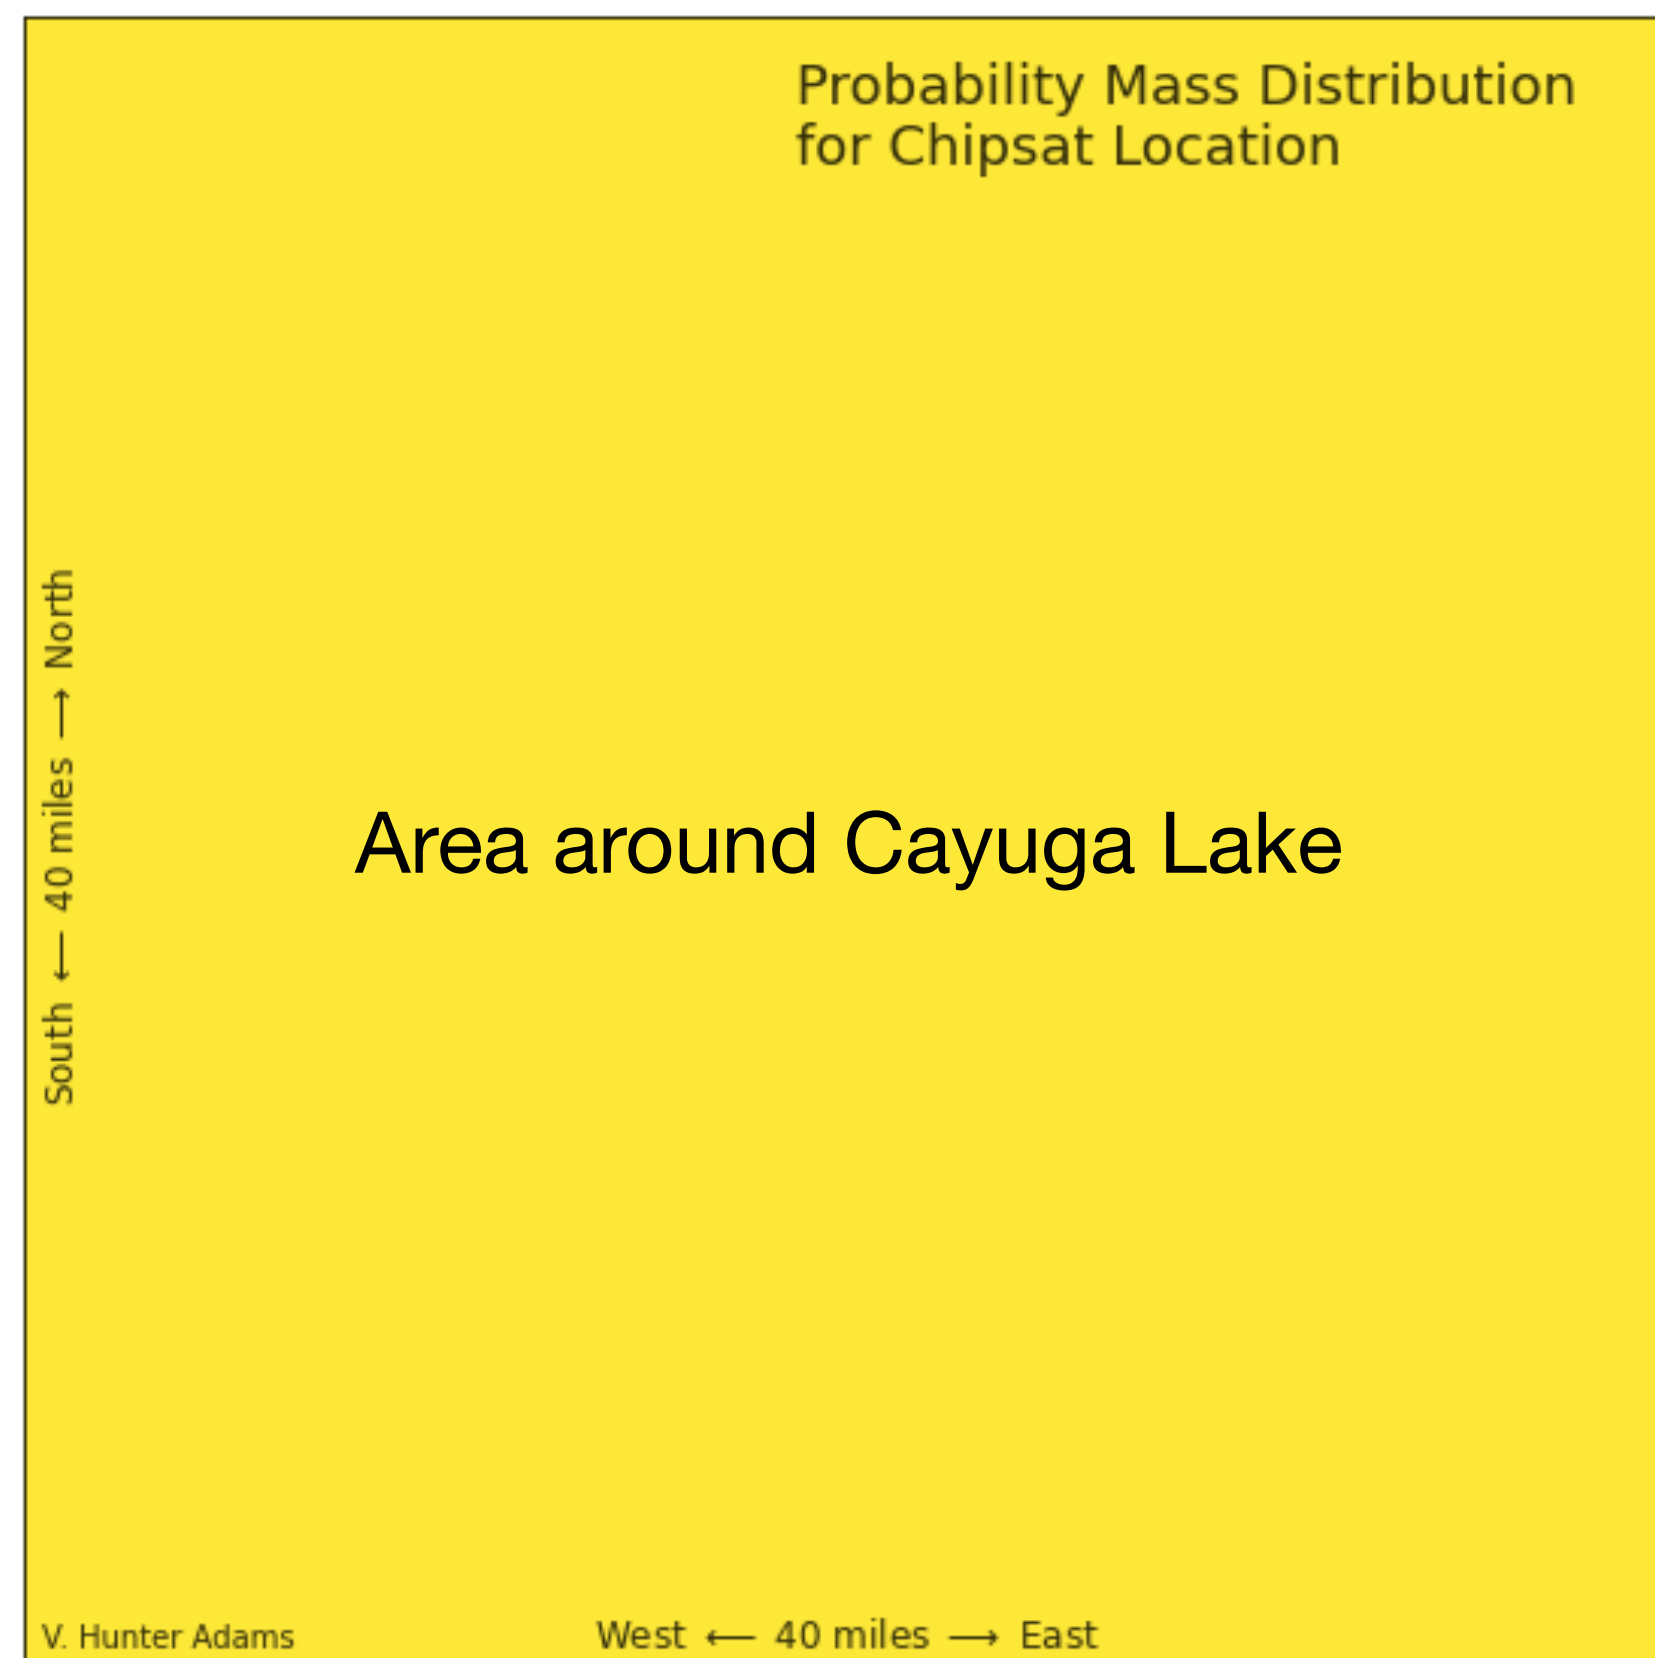 Probability Mass Distribution
for Chipsat Location
South ⟵ 40 miles ⟶ North
Area around Cayuga Lake
V. Hunter Adams
West ⟵ 40 miles ⟶ East